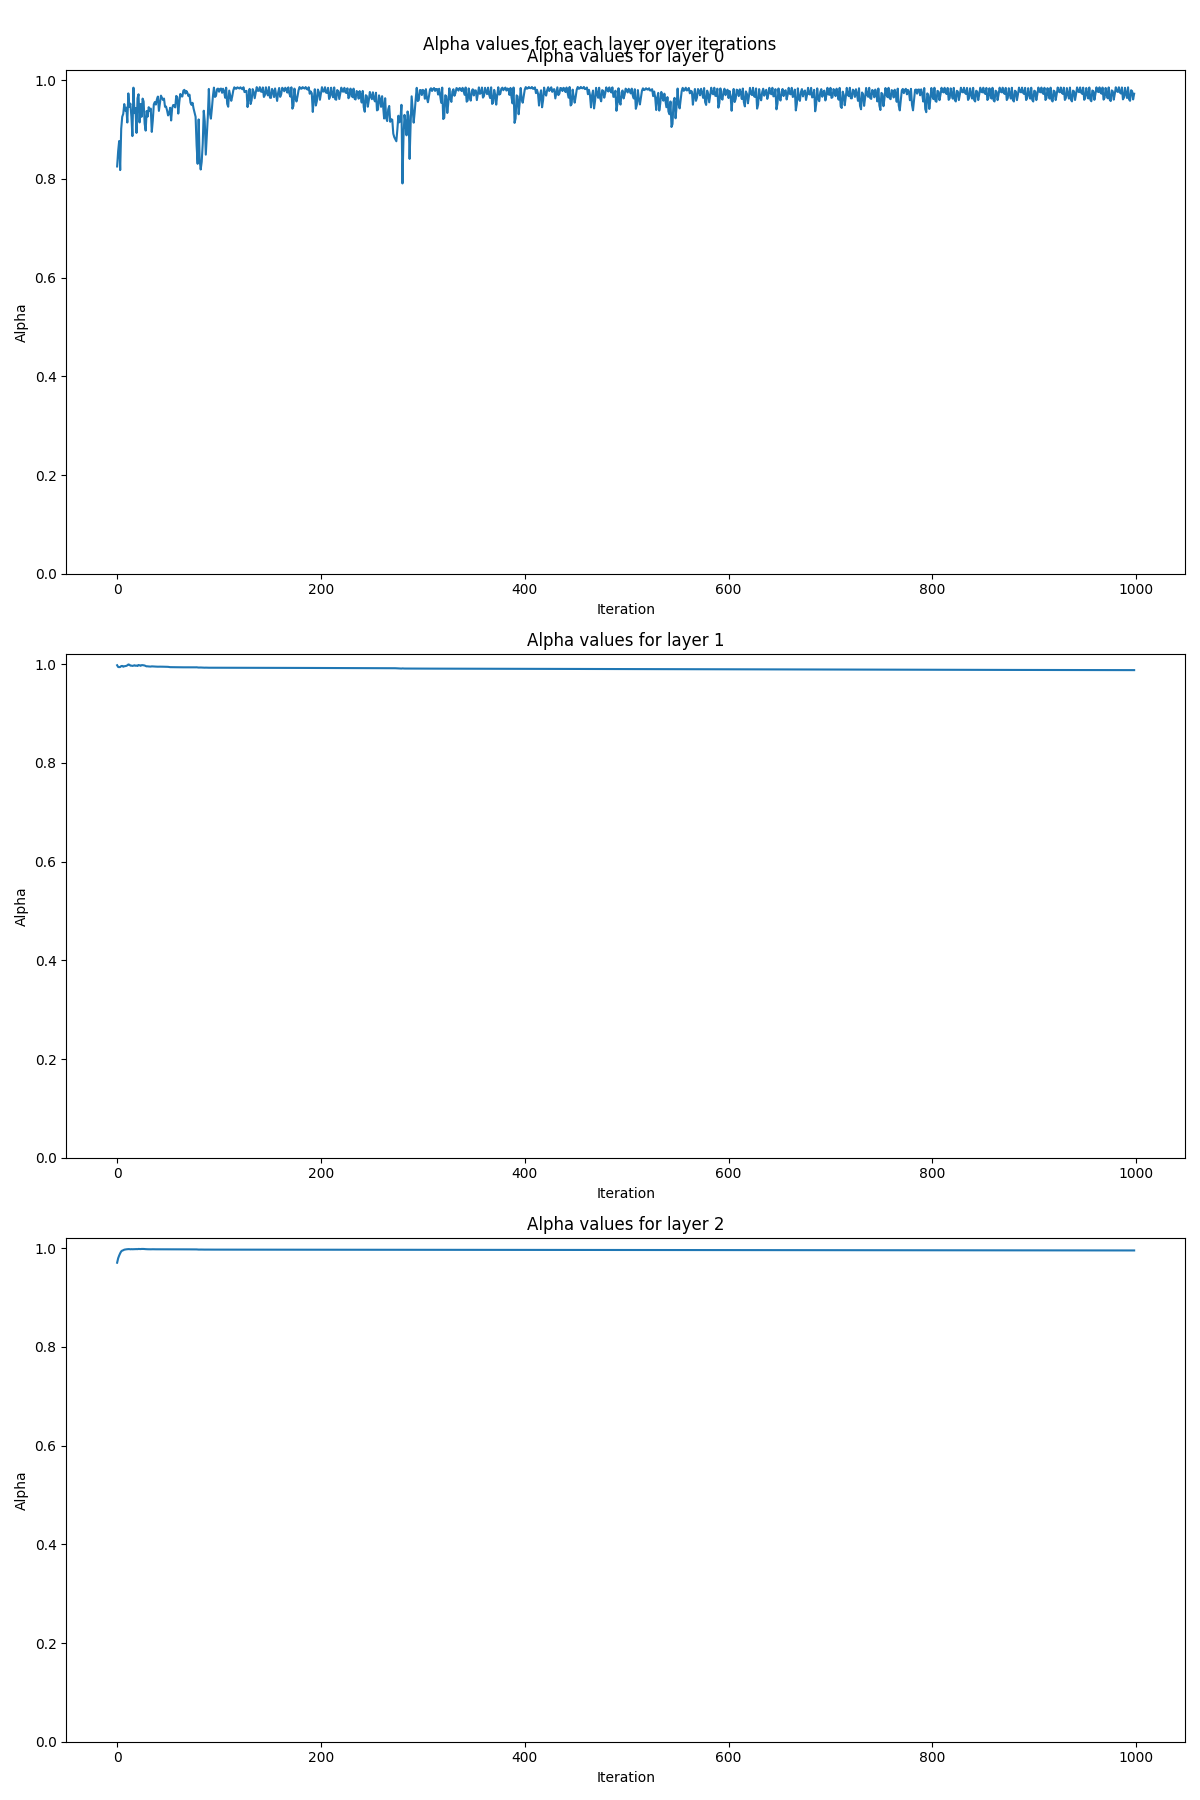 Alpha values for each layer over iterations
Alpha values for layer 0
1.0
0.8
0.6
0.4
0.2
0.0
Alpha
0 200 400 600 800 1000
Iteration
Alpha values for layer 1
1.0
0.8
0.6
0.4
0.2
0.0
Alpha
0 200 400 600 800 1000
Iteration
Alpha values for layer 2
1.0
0.8
0.6
0.4
0.2
0.0
Alpha
0 200 400 600 800 1000
Iteration